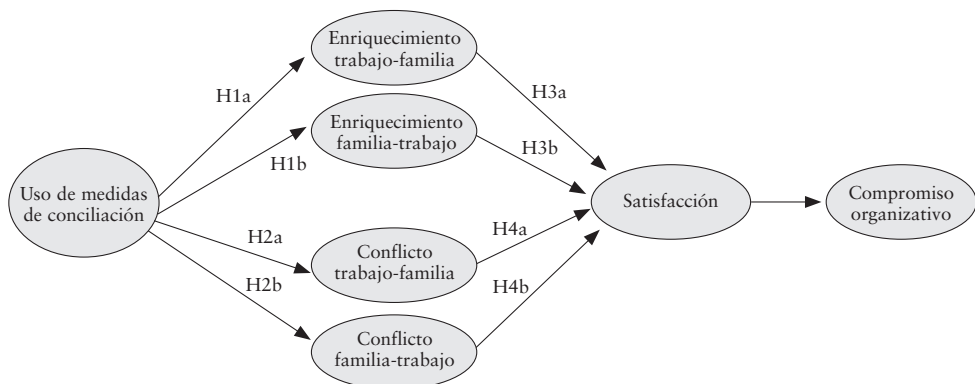 Enriquecimiento
trabajo-familia
H1a
H3a
Enriquecimiento
familia-trabajo
H1b
H3b
Uso de medidas
de conciliación
Satisfacción
Compromiso
organizativo
H2a
H4a
Conflicto
trabajo-familia
H2b
H4b
Conflicto
familia-trabajo